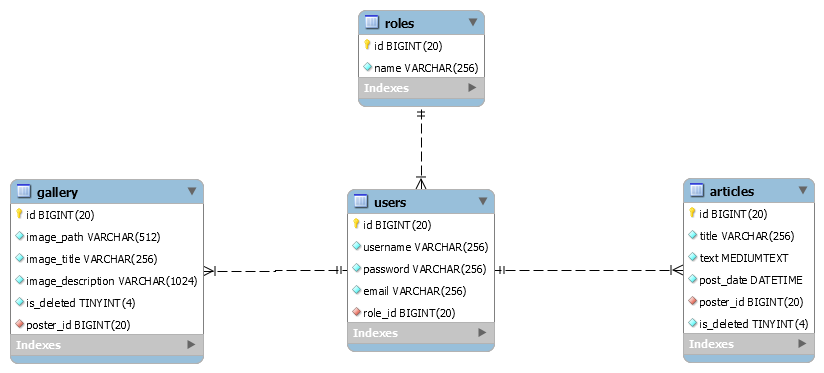 roles
id BIGINT(20)
name VARCHAR(256)
Indexes
gallery
id BIGINT(20)
image_path VARCHAR(512)
image_title VARCHAR(256)
image_description VARCHAR(1024)
is_deleted TINYINT(4)
poster_id BIGINT(20)
Indexes
users
id BIGINT(20)
username VARCHAR(256)
password VARCHAR(256)
email VARCHAR(256)
role_id BIGINT(20)
Indexes
articles
id BIGINT(20)
title VARCHAR(256)
text MEDIUMTEXT
post_date DATETIME
poster_id BIGINT(20)
is_deleted TINYINT(4)
Indexes